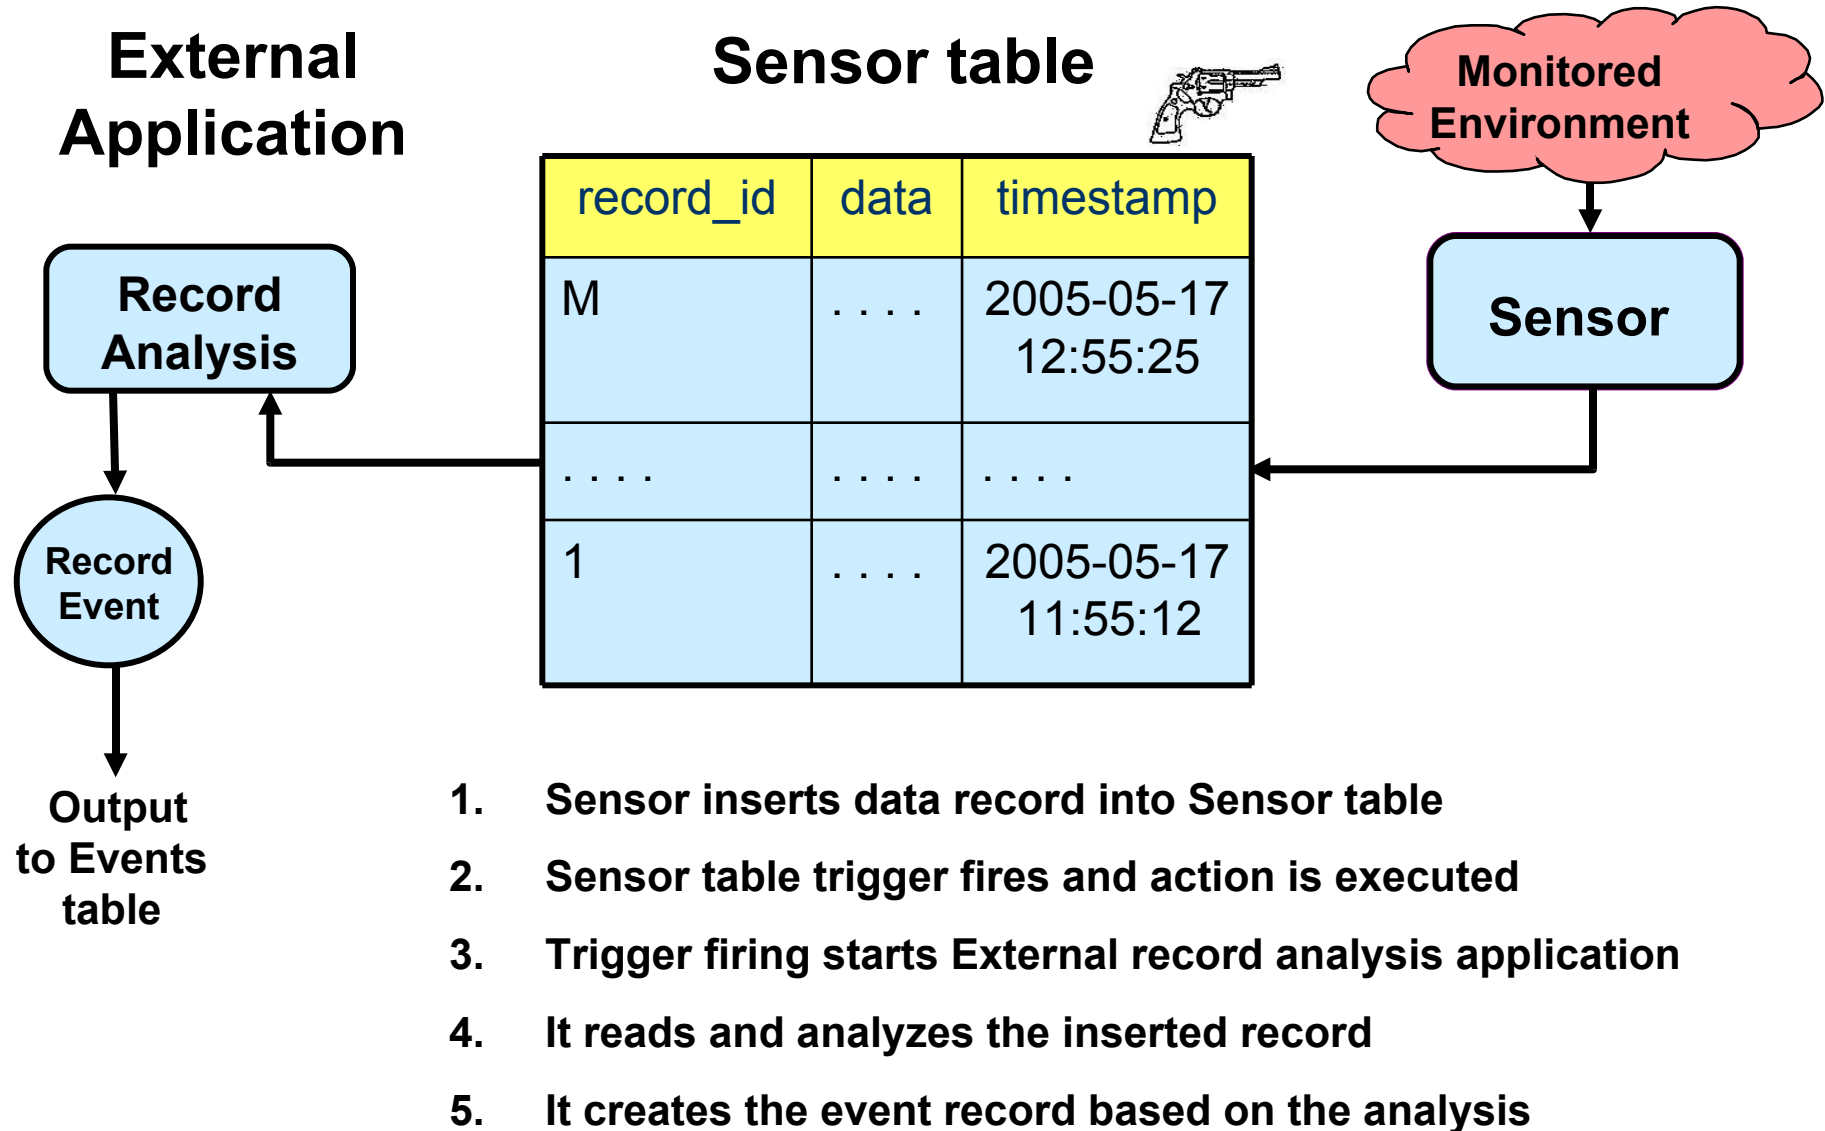 External
Application
Sensor table
Monitored
Environment
record_id data timestamp
M . . . . 2005-05-17
12:55:25
. . . . . . . . . . . .
1 . . . . 2005-05-17
11:55:12
Record
Analysis
Sensor
Record
Event
Output
to Events
table
1. Sensor inserts data record into Sensor table
2. Sensor table trigger fires and action is executed
3. Trigger firing starts External record analysis application
4. It reads and analyzes the inserted record
5. It creates the event record based on the analysis